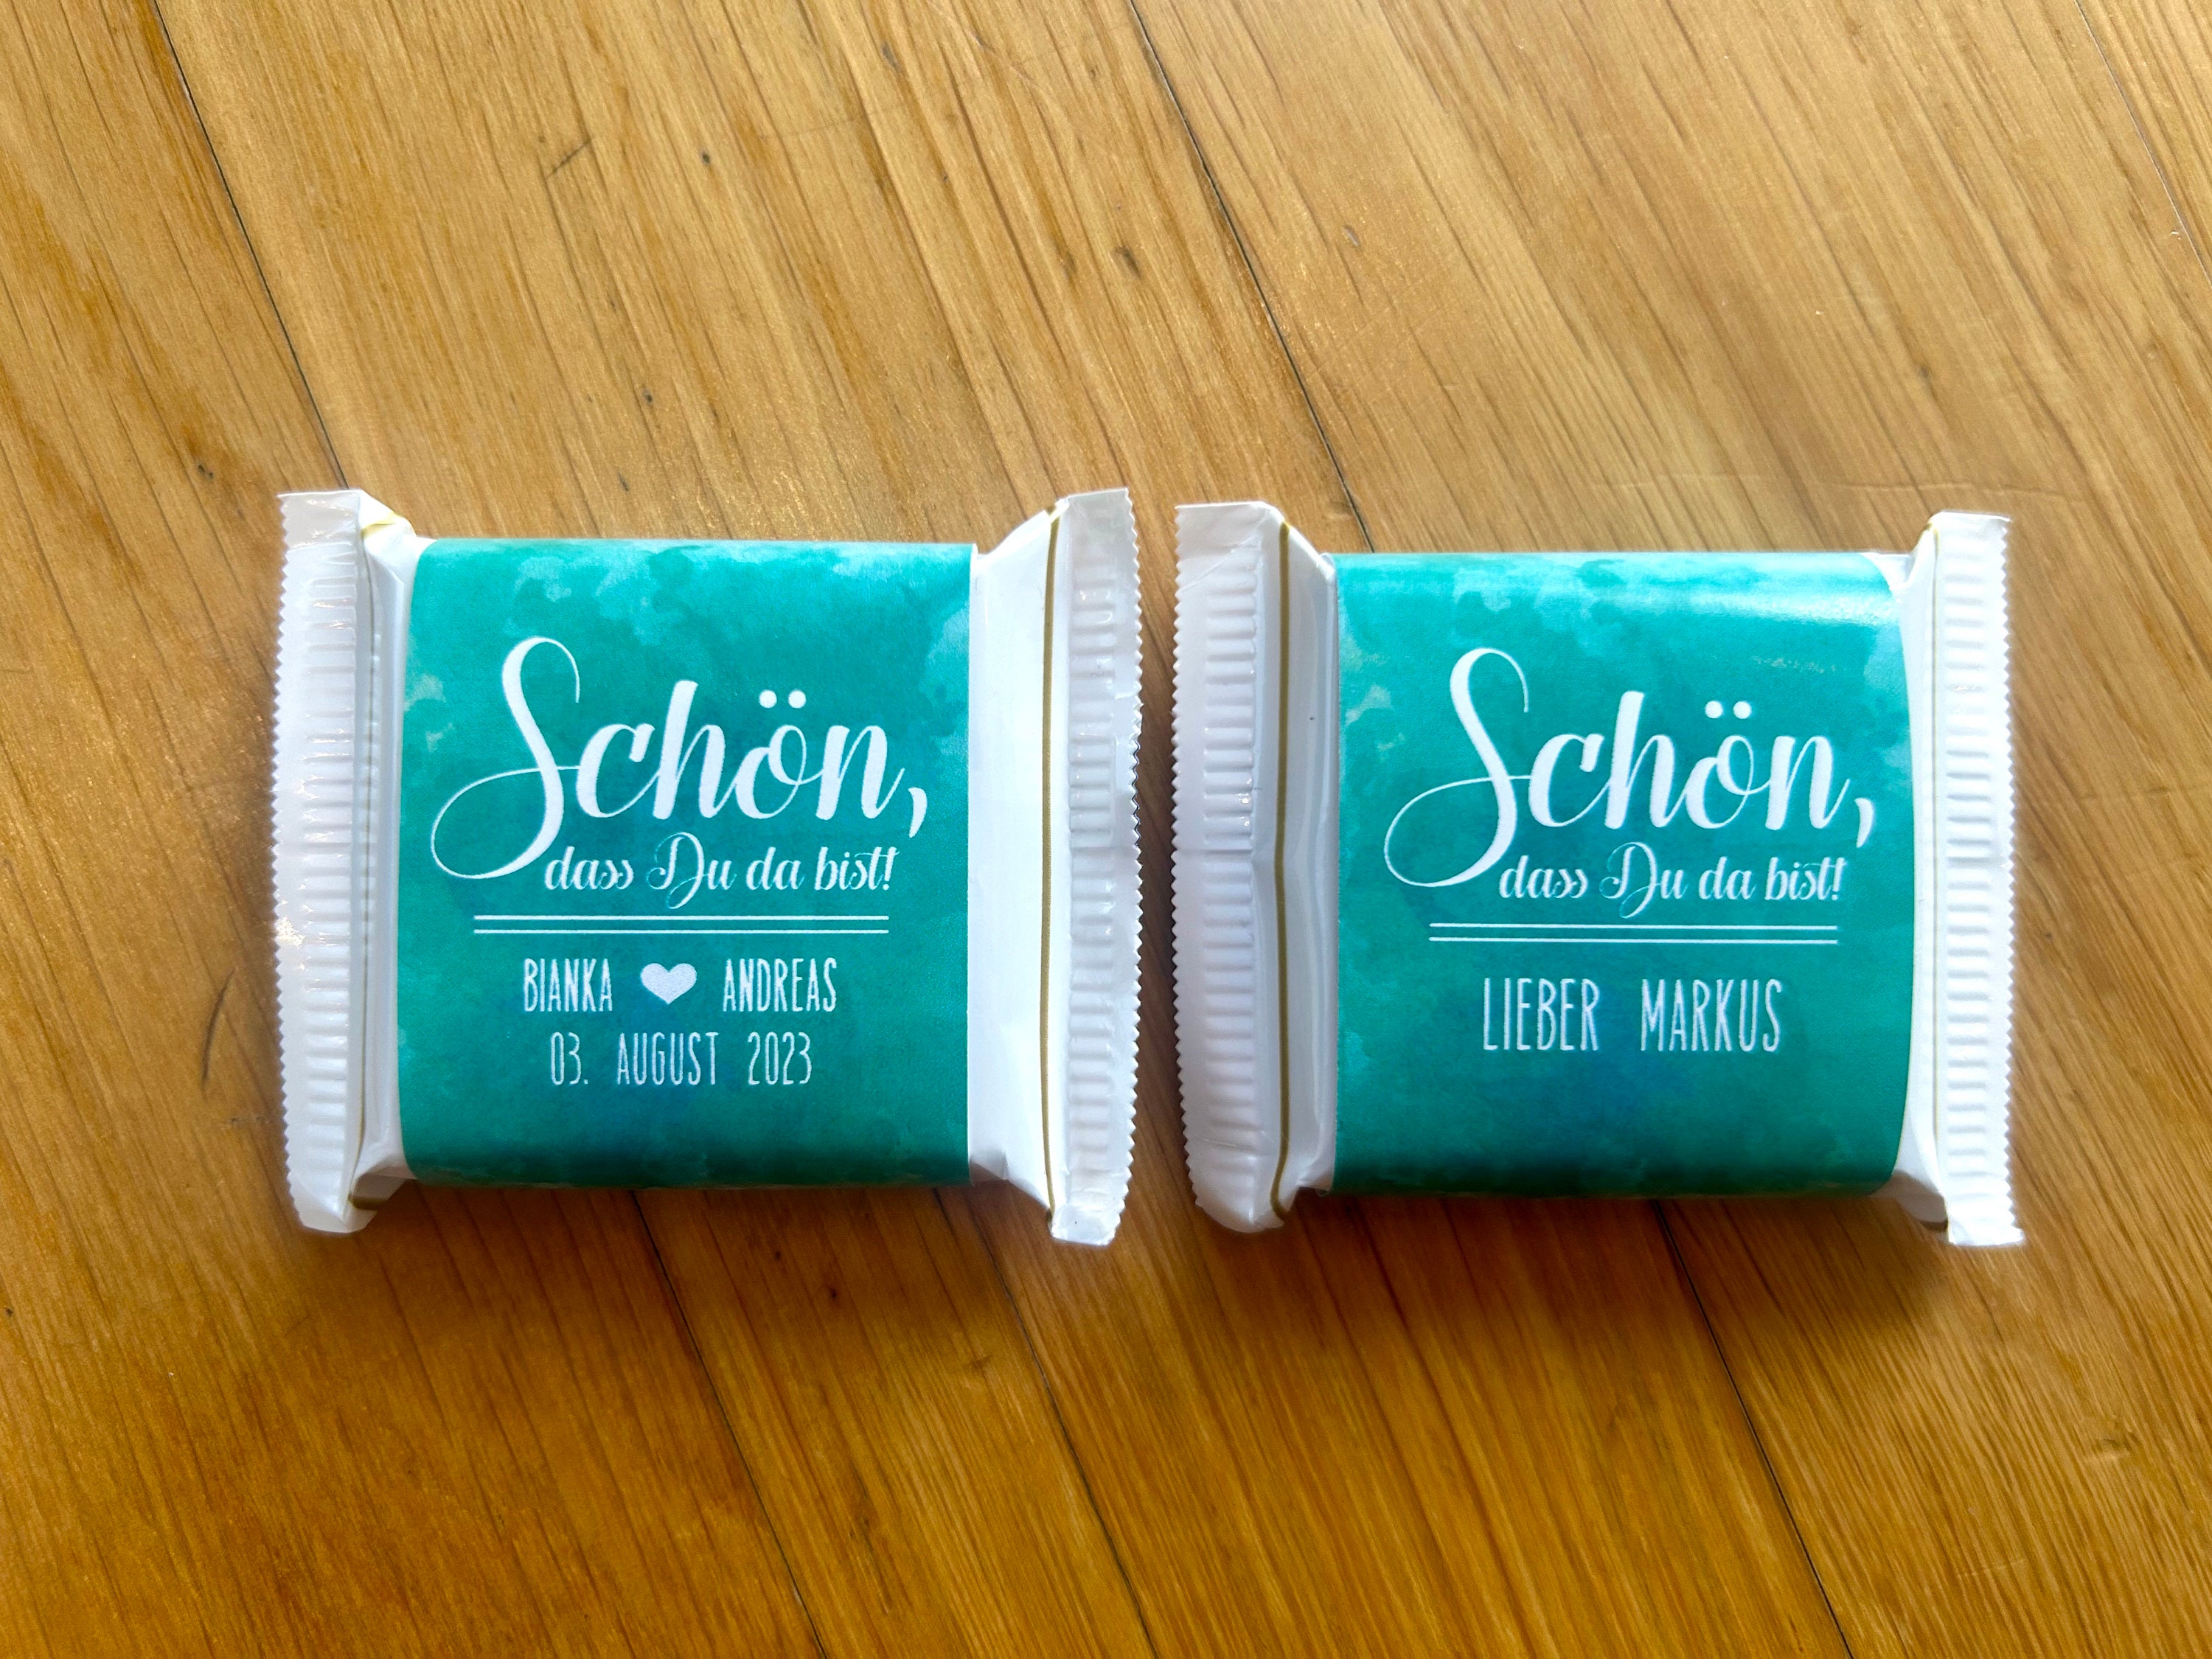 Schön,
dass Du da bist!
BIANKA ♥ ANDREAS
03. AUGUST 2023
Schön,
dass Du da bist!
LIEBER MARKUS